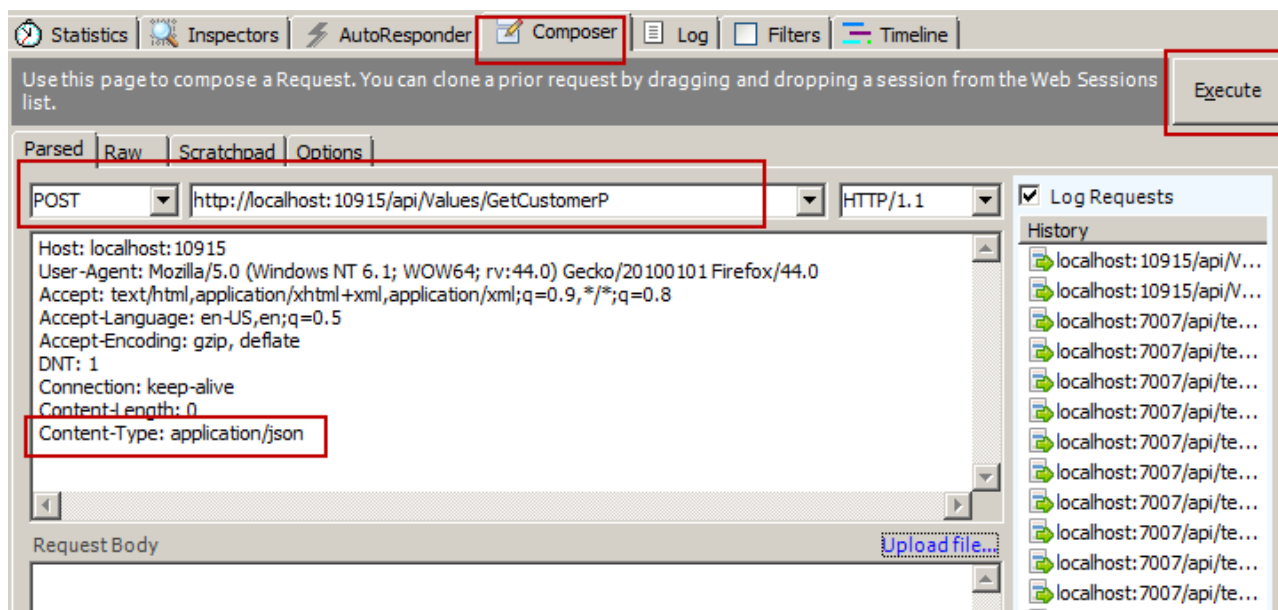 Statistics Inspectors AutoResponder Composer Log Filters Timeline
Use this page to compose a Request. You can clone a prior request by dragging and dropping a session from the Web Sessions
list.
Execute
Parsed Raw Scratchpad Options
POST http://localhost:10915/api/Values/GetCustomerP HTTP/1.1
Log Requests
History
Host: localhost:10915
User-Agent: Mozilla/5.0 (Windows NT 6.1; WOW64; rv:44.0) Gecko/20100101 Firefox/44.0
Accept: text/html,application/xhtml+xml,application/xml;q=0.9,*/*;q=0.8
Accept-Language: en-US,en;q=0.5
Accept-Encoding: gzip, deflate
DNT: 1
Connection: keep-alive
Content-Length: 0
Content-Type: application/json
Request Body Upload file...
localhost:10915/api/V...
localhost:10915/api/V...
localhost:7007/api/te...
localhost:7007/api/te...
localhost:7007/api/te...
localhost:7007/api/te...
localhost:7007/api/te...
localhost:7007/api/te...
localhost:7007/api/te...
localhost:7007/api/te...
localhost:7007/api/te...
localhost:7007/api/te...